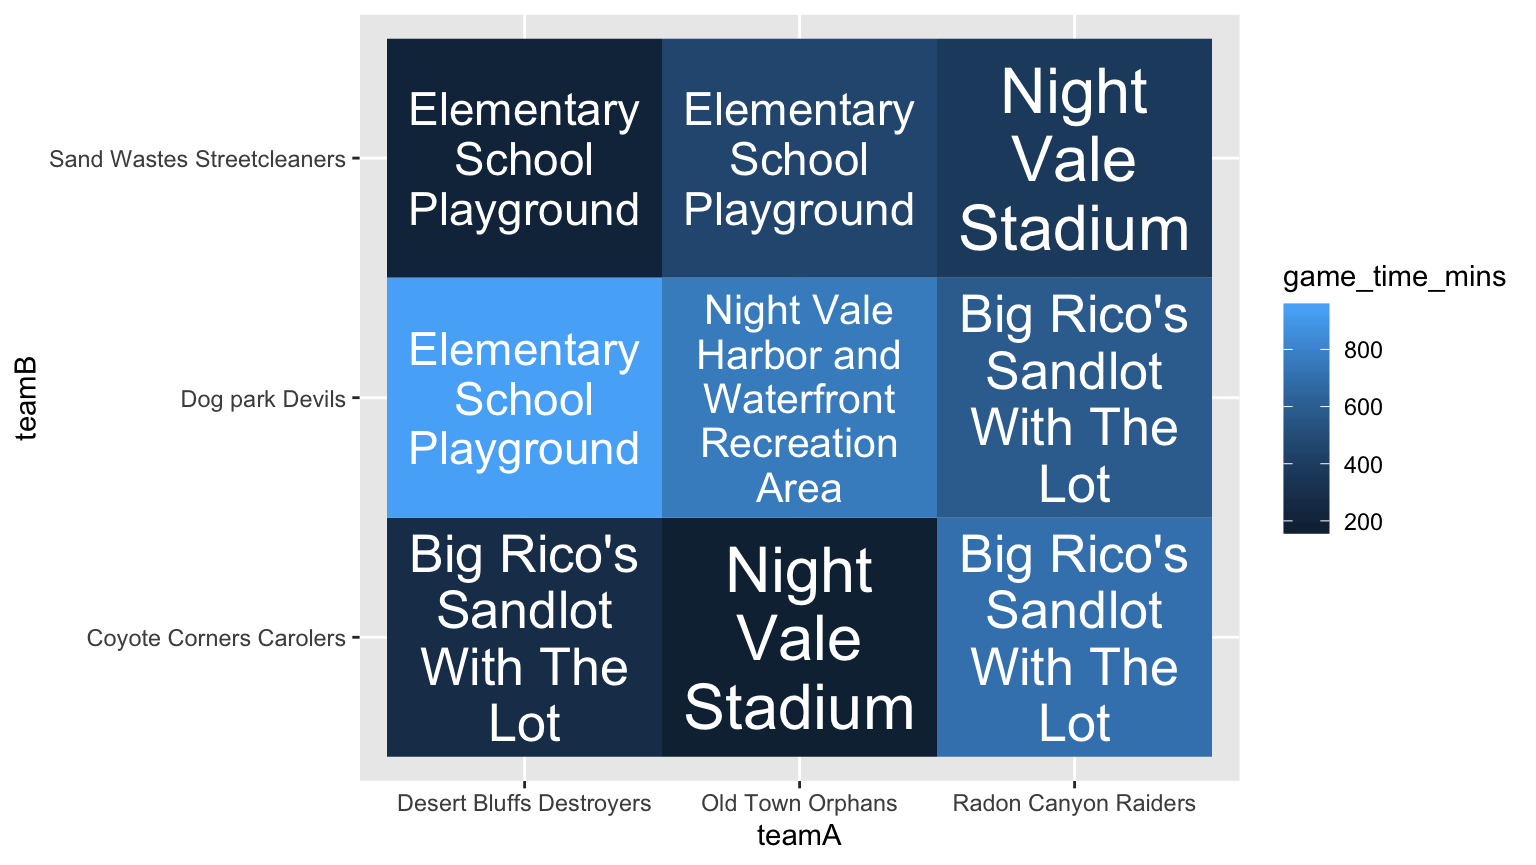 Elementary
School
Playground
Elementary
School
Playground
Night
Vale
Stadium
Sand Wastes Streetcleaners
Elementary
School
Playground
Night Vale
Harbor and
Waterfront
Recreation
Area
Big Rico's
Sandlot
With The
Lot
Dog park Devils
Big Rico's
Sandlot
With The
Lot
Night
Vale
Stadium
Big Rico's
Sandlot
With The
Lot
Coyote Corners Carolers
teamB
Desert Bluffs Destroyers
Old Town Orphans
Radon Canyon Raiders
teamA
game_time_mins
800
600
400
200